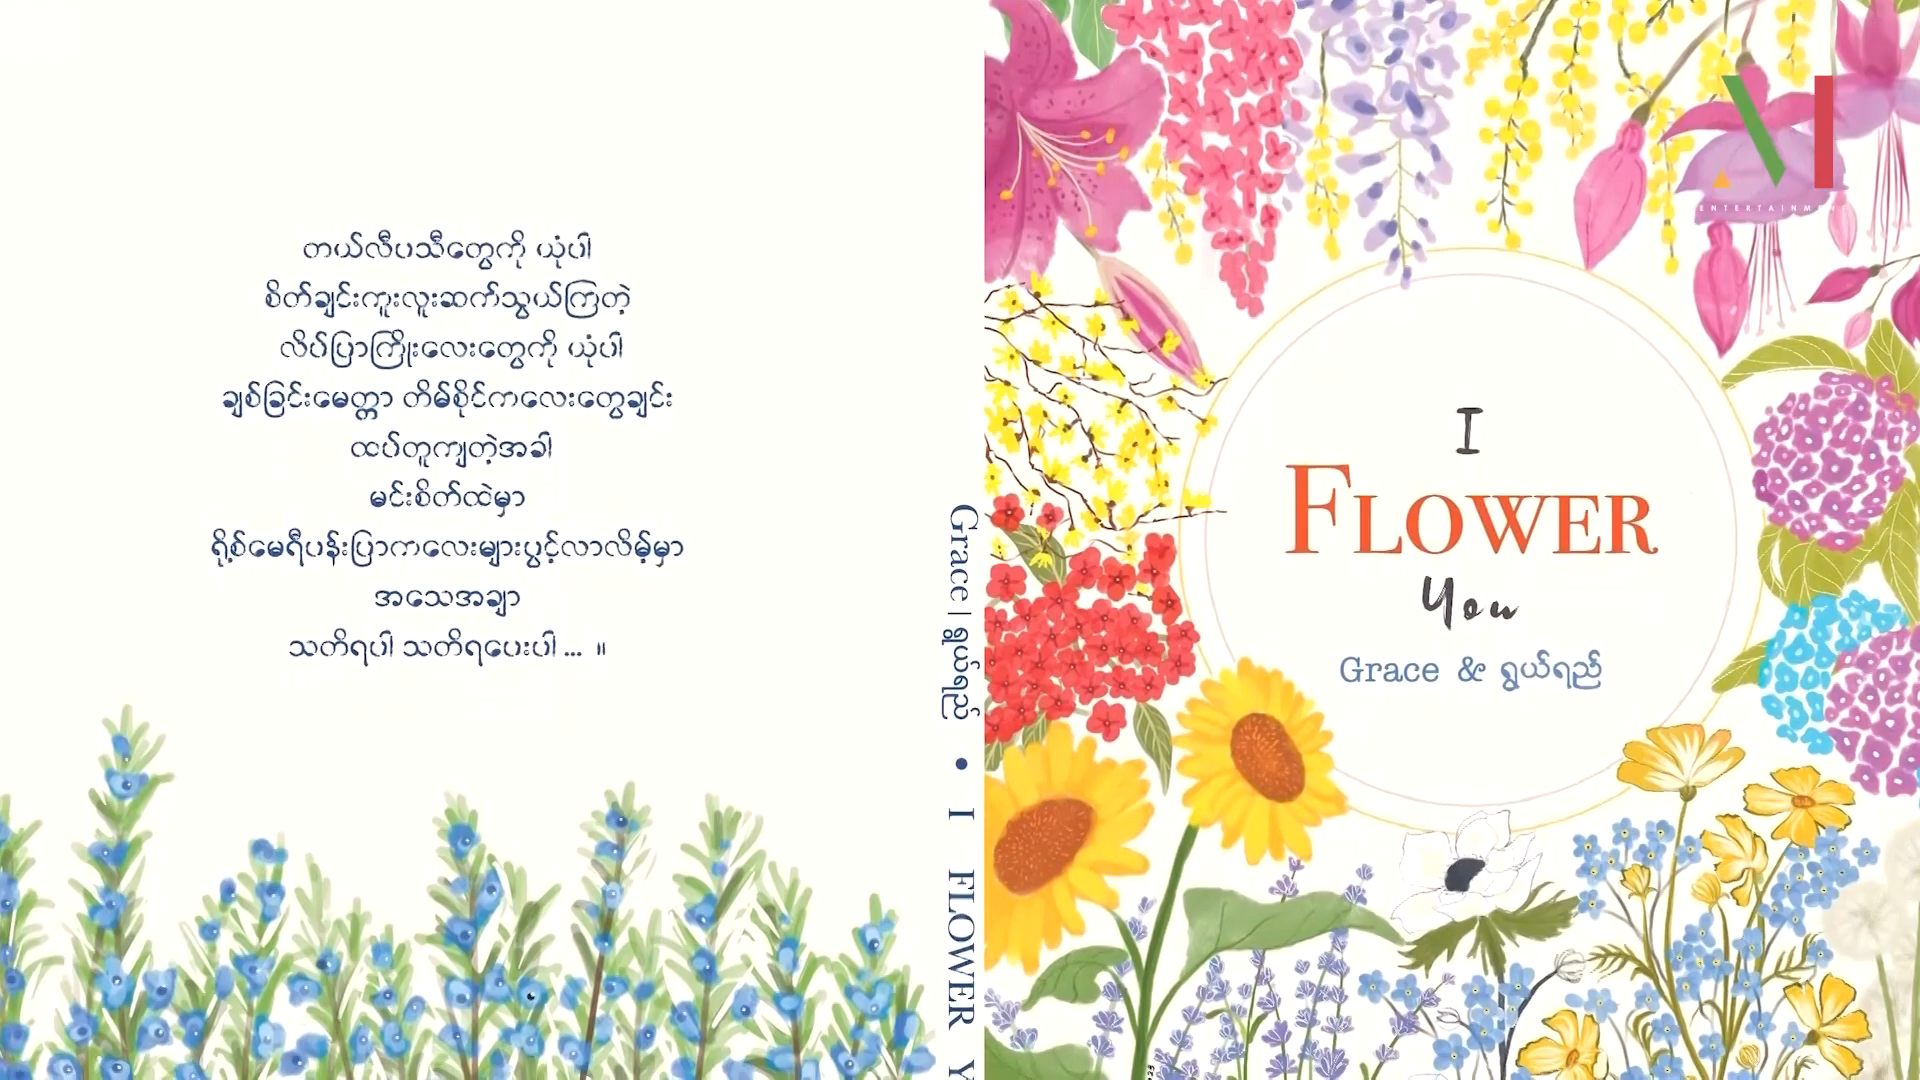 တယ်လီပသီတွေကို ယုံပါ
စိတ်ချင်းကူးလူးဆက်သွယ်ကြတဲ့
လိပ်ပြာကြိုးလေးတွေကို ယုံပါ
ချစ်ခြင်းမေတ္တာ တိမ်စိုင်ကလေးတွေချင်း
ထပ်တူကျတဲ့အခါ
မင်းစိတ်ထဲမှာ
ရို့စ်မေရီပန်းပြာကလေးများပွင့်လာလိမ့်မှာ
အသေအချာ
သတိရပါ သတိရပေးပါ ... ။
Grace | ရွှယ်ရည် • I FLOWER Y
I
FLOWER
You
Grace & ရွှယ်ရည်
ENTERTAINMEN